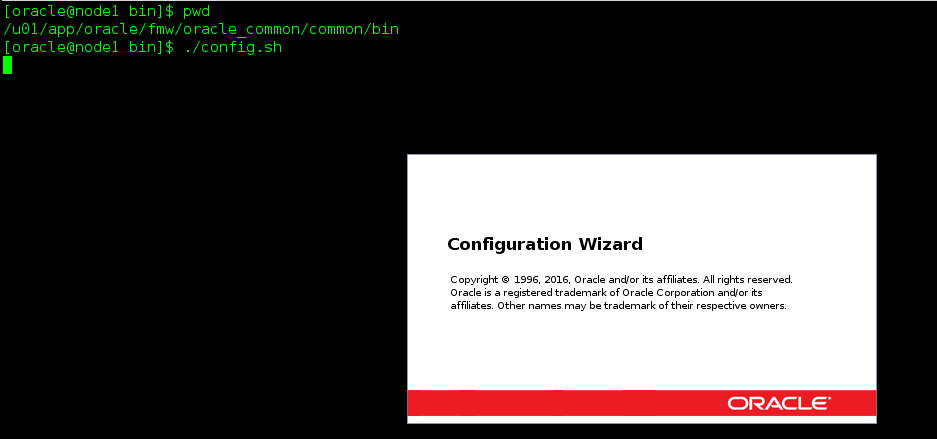 [oracle@node1 bin]$ pwd
/u01/app/oracle/fmw/oracle_common/common/bin
[oracle@node1 bin]$ ./config.sh
Configuration Wizard
Copyright © 1996, 2016, Oracle and/or its affiliates. All rights reserved.
Oracle is a registered trademark of Oracle Corporation and/or its
affiliates. Other names may be trademark of their respective owners.
ORACLE